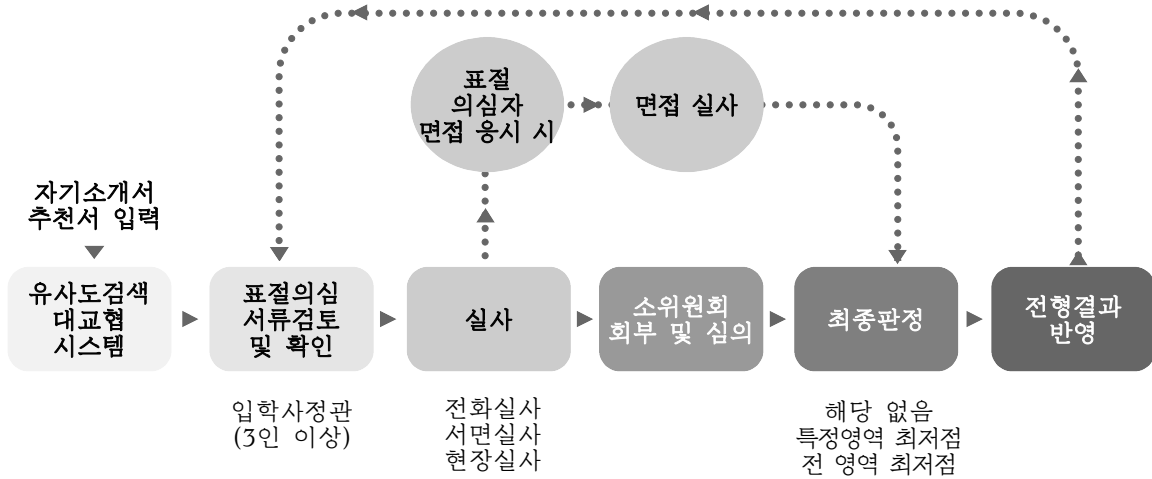 표절
의심자
면접 응시 시
면접 실사
자기소개서
추천서 입력
유사도검색
대교협
시스템
표절의심
서류검토
및 확인
실사
소위원회
회부 및 심의
최종판정
전형결과
반영
입학사정관
(3인 이상)
전화실사
서면실사
현장실사
해당 없음
특정영역 최저점
전 영역 최저점